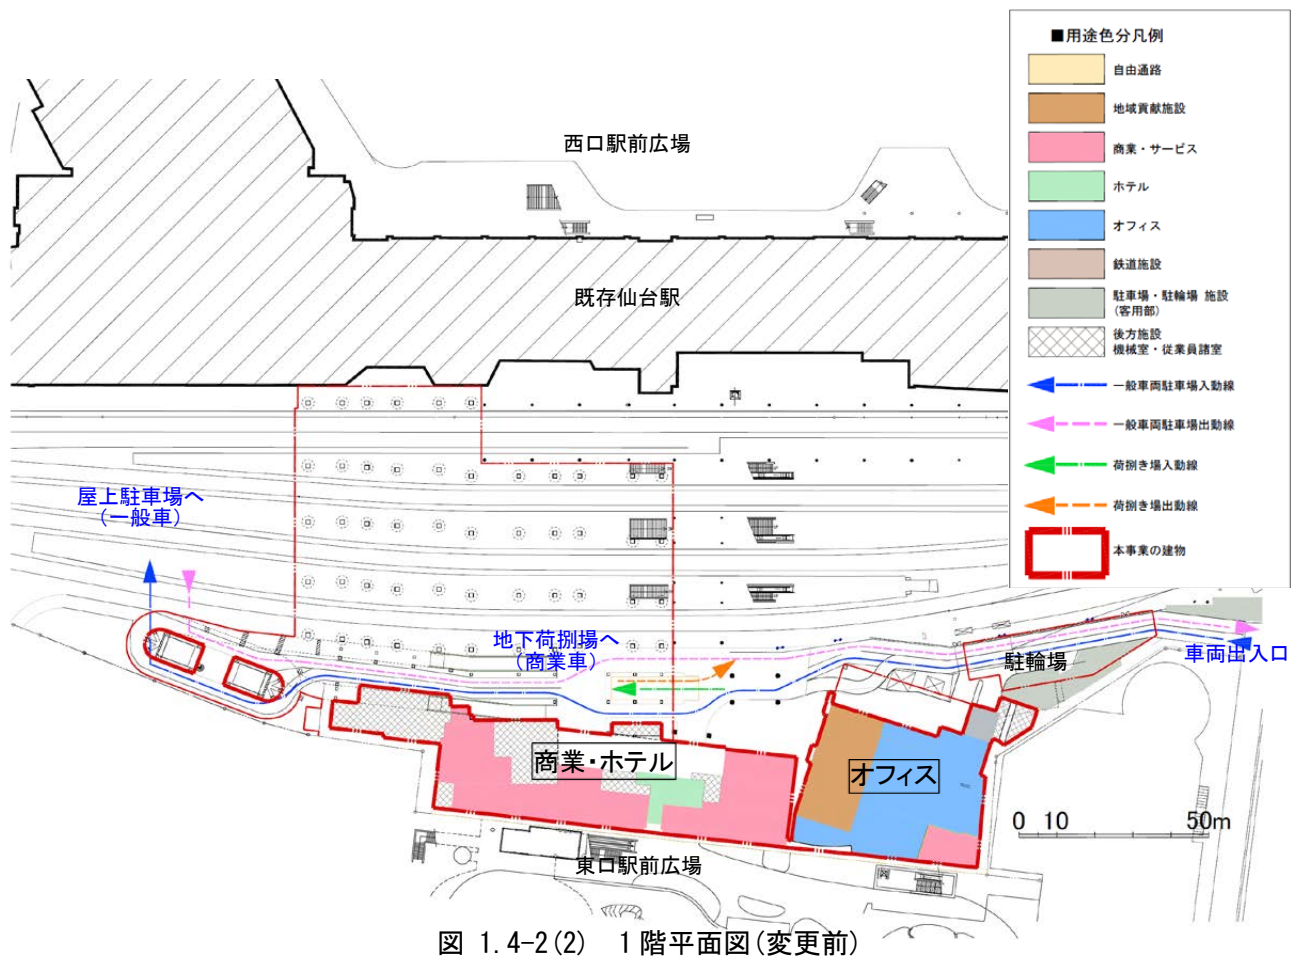 ■用途色分凡例
自由通路
地域貢献施設
商業・サービス
ホテル
オフィス
鉄道施設
駐車場・駐輪場 施設
(客用部)
後方施設
機械室・従業員諸室
一般車両駐車場入動線
一般車両駐車場出動線
荷捌き場入動線
荷捌き場出動線
本事業の建物
西口駅前広場
既存仙台駅
屋上駐車場へ
(一般車)
地下荷捌場へ
(商業車)
駐輪場
車両出入口
商業・ホテル
オフィス
0 10 50m
東口駅前広場
図 1.4-2(2) 1階平面図(変更前)